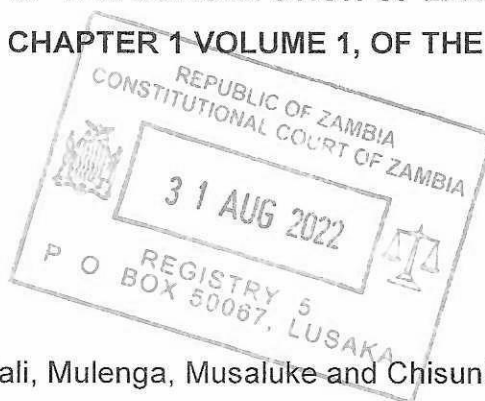 CHAPTER 1 VOLUME 1, OF THE
REPUBLIC OF ZAMBIA
CONSTITUTIONAL COURT OF ZAMBIA
31 AUG 2022
REGISTRY 5
P O BOX 50067, LUSAKA
ali, Mulenga, Musaluke and Chisun